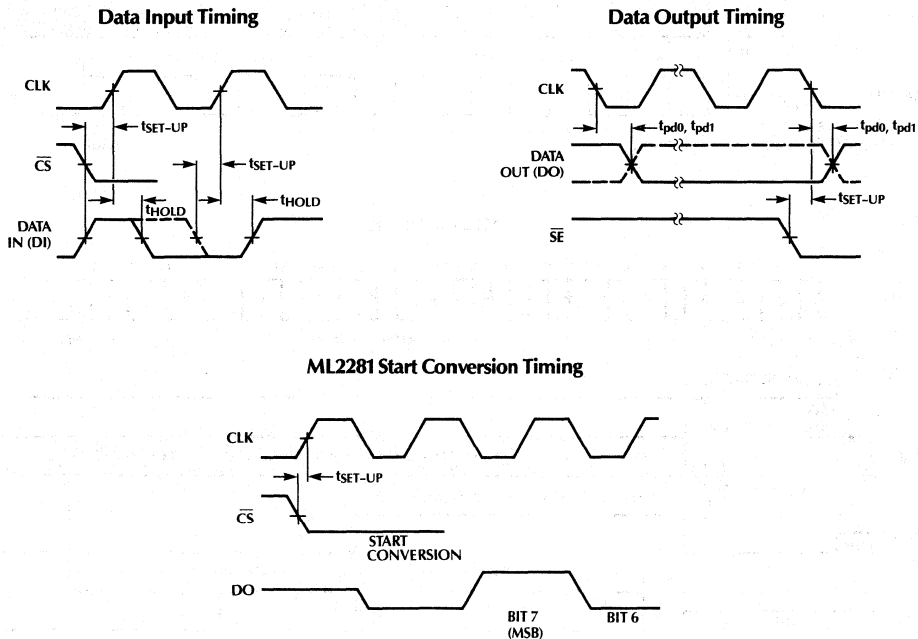 Data Input Timing
CLK
tSET–UP
CS
tSET–UP
tHOLD
tHOLD
DATA
IN (DI)
Data Output Timing
CLK
tpd0, tpd1
tpd0, tpd1
DATA
OUT (DO)
tSET–UP
SE
ML2281 Start Conversion Timing
CLK
tSET–UP
CS
START
CONVERSION
DO
BIT 7
(MSB)
BIT 6